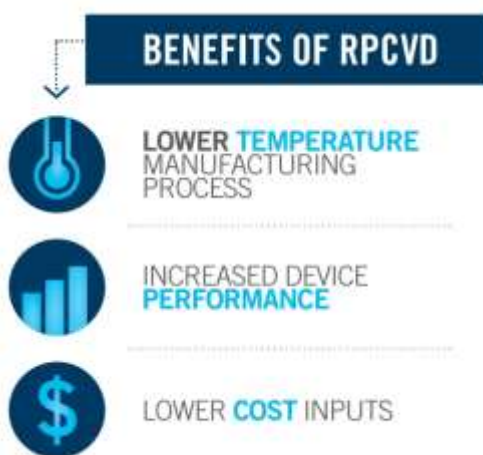 BENEFITS OF RPCVD
LOWER TEMPERATURE
MANUFACTURING
PROCESS
INCREASED DEVICE
PERFORMANCE
$
LOWER COST INPUTS